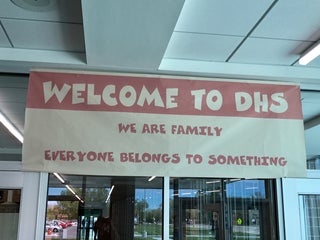 WELCOME TO DHS
WE ARE FAMILY
EVERYONE BELONGS TO SOMETHING